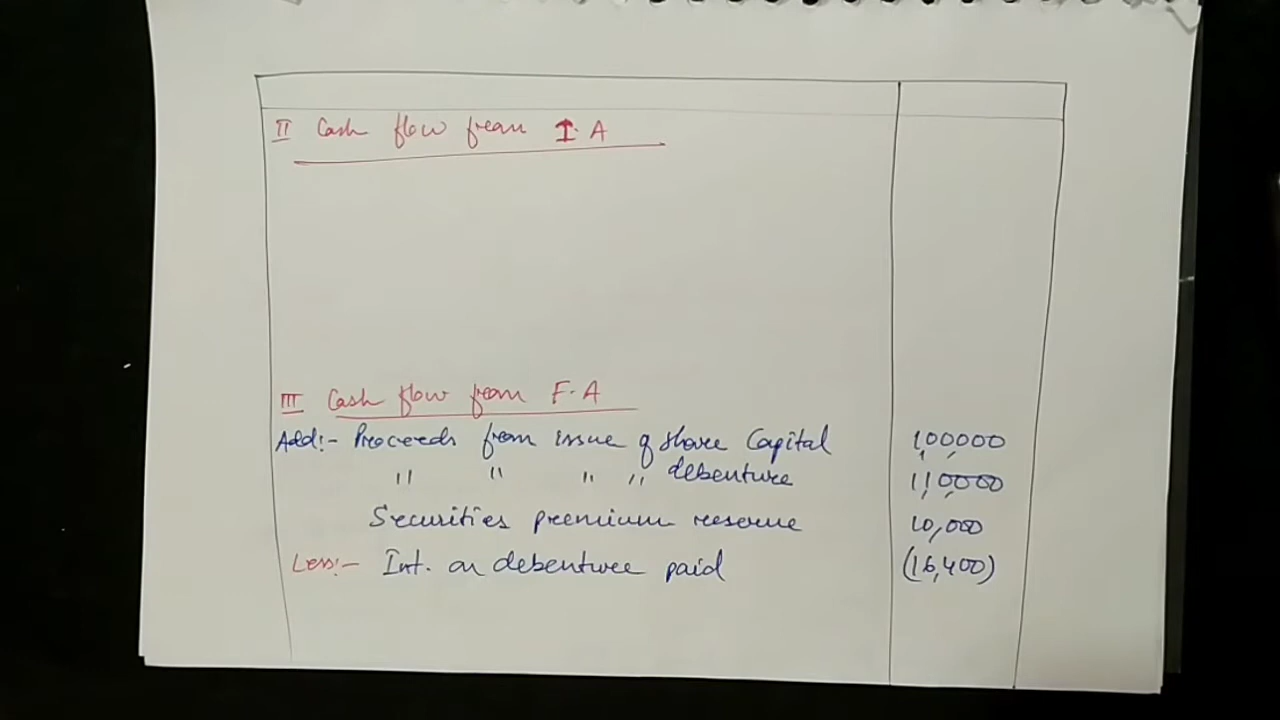 II Cash flow from I.A
III Cash flow from F.A
Add:- Proceeds from issue of share Capital 1,00,000
" " " " debenture 1,10,000
Securities premium reserve 10,000
Less:- Int. on debenture paid (16,400)